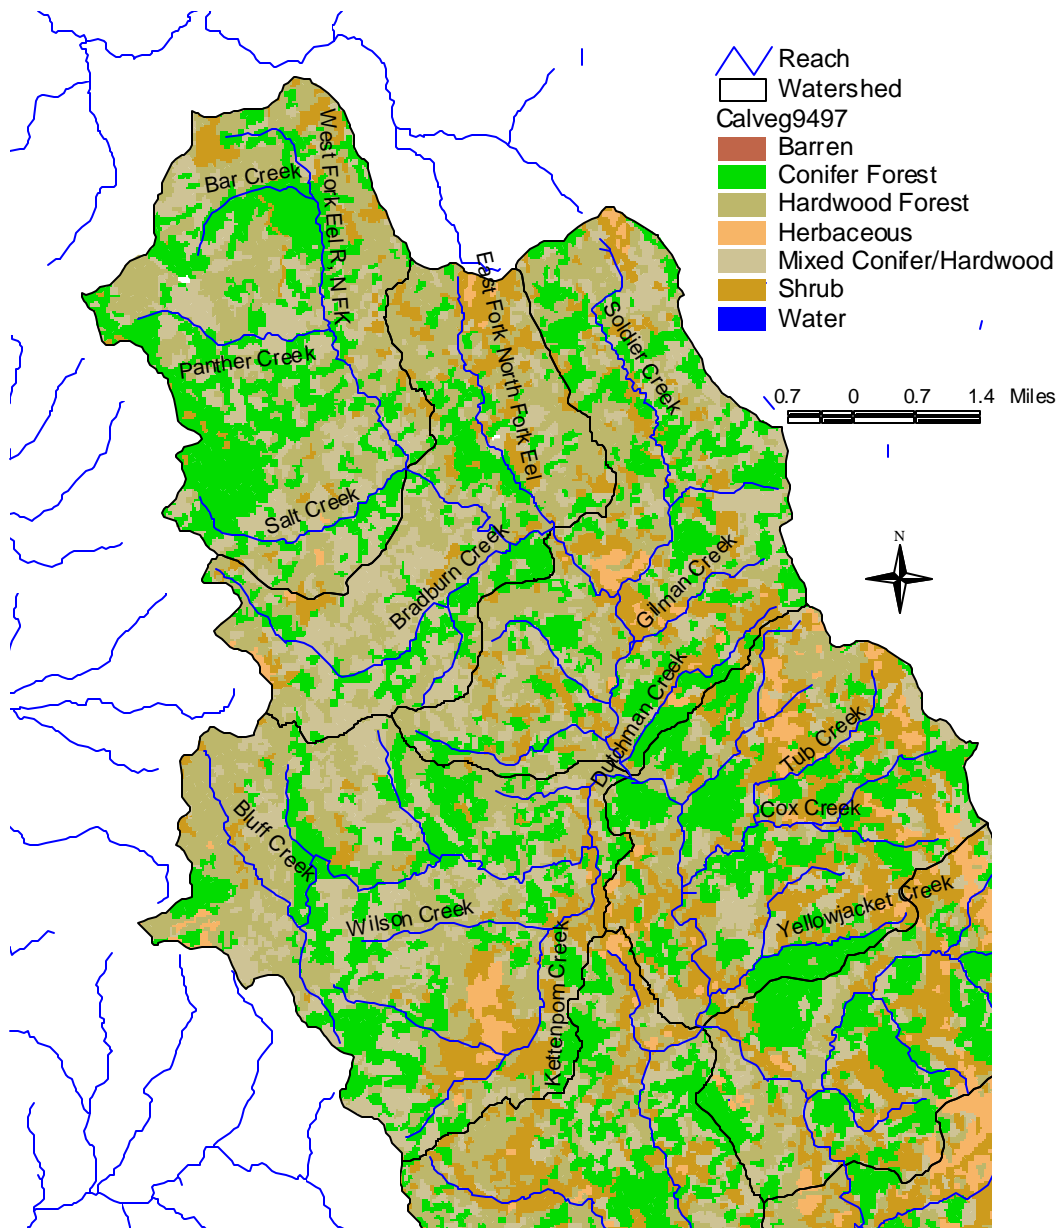 Reach
Watershed
Calveg9497
Barren
Conifer Forest
Hardwood Forest
Herbaceous
Mixed Conifer/Hardwood
Shrub
Water
0.7 0 0.7 1.4 Miles
N
West Fork Eel R. N FK
Bar Creek
East Fork North Fork Eel
Soldier Creek
Panther Creek
Salt Creek
Bradburn Creek
Gilman Creek
Dutchman Creek
Tub Creek
Cox Creek
Bluff Creek
Yellowjacket Creek
Wilson Creek
Kettenpom Creek